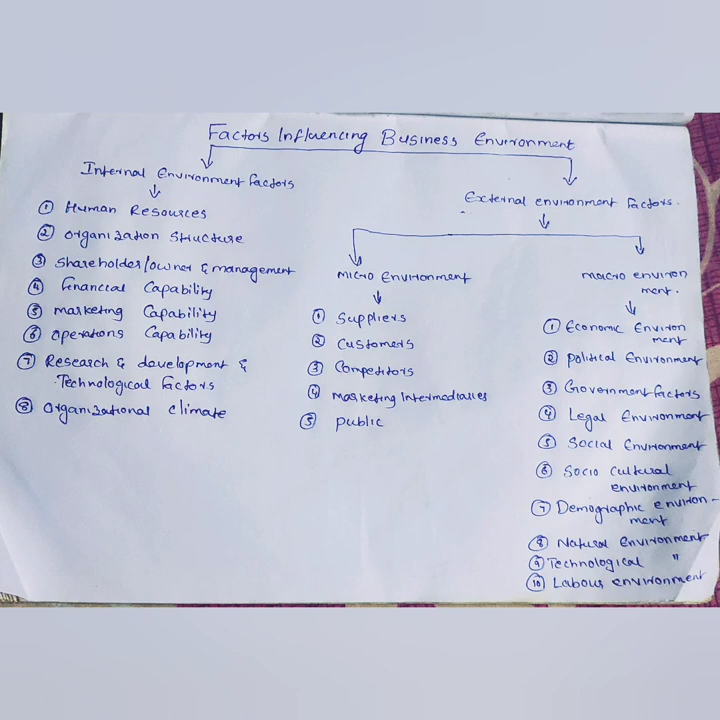 Factors Influencing Business Environment
Internal Environment factors
① Human Resources
② organization structure
③ shareholder/owner & management
④ financial capability
⑤ marketing capability
⑥ operations capability
⑦ Research & development &
Technological factors
⑧ organizational climate
External environment factors.
micro Environment
① suppliers
② customers
③ competitors
④ marketing Intermediaries
⑤ public
macro environ
ment.
① Economic Environ
ment
② political Environment
③ Government factors
④ Legal Environment
⑤ Social Environment
⑥ Socio cultural
environment
⑦ Demographic environ-
ment
⑧ Natural environment
⑨ Technological "
⑩ Labour environment